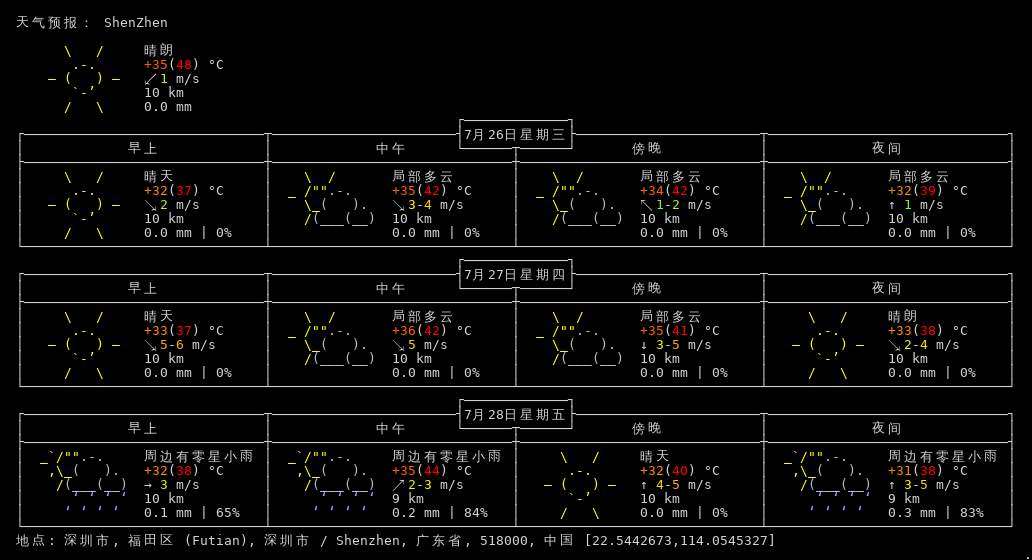 天气预报： ShenZhen
晴朗
+35(48) °C
↙ 1 m/s
10 km
0.0 mm
7月26日星期三
早上 中午 傍晚 夜间
晴天 局部多云 局部多云 局部多云
+32(37) °C +35(42) °C +34(42) °C +32(39) °C
↘ 2 m/s ↘ 3-4 m/s ↖ 1-2 m/s ↑ 1 m/s
10 km 10 km 10 km 10 km
0.0 mm | 0% 0.0 mm | 0% 0.0 mm | 0% 0.0 mm | 0%
7月27日星期四
早上 中午 傍晚 夜间
晴天 局部多云 局部多云 晴朗
+33(37) °C +36(42) °C +35(41) °C +33(38) °C
↘ 5-6 m/s ↘ 5 m/s ↓ 3-5 m/s ↘ 2-4 m/s
10 km 10 km 10 km 10 km
0.0 mm | 0% 0.0 mm | 0% 0.0 mm | 0% 0.0 mm | 0%
7月28日星期五
早上 中午 傍晚 夜间
周边有零星小雨 周边有零星小雨 晴天 周边有零星小雨
+32(38) °C +35(44) °C +32(40) °C +31(38) °C
→ 3 m/s ↗ 2-3 m/s ↑ 4-5 m/s ↑ 3-5 m/s
10 km 9 km 10 km 9 km
0.1 mm | 65% 0.2 mm | 84% 0.0 mm | 0% 0.3 mm | 83%
地点: 深圳市, 福田区 (Futian), 深圳市 / Shenzhen, 广东省, 518000, 中国 [22.5442673,114.0545327]